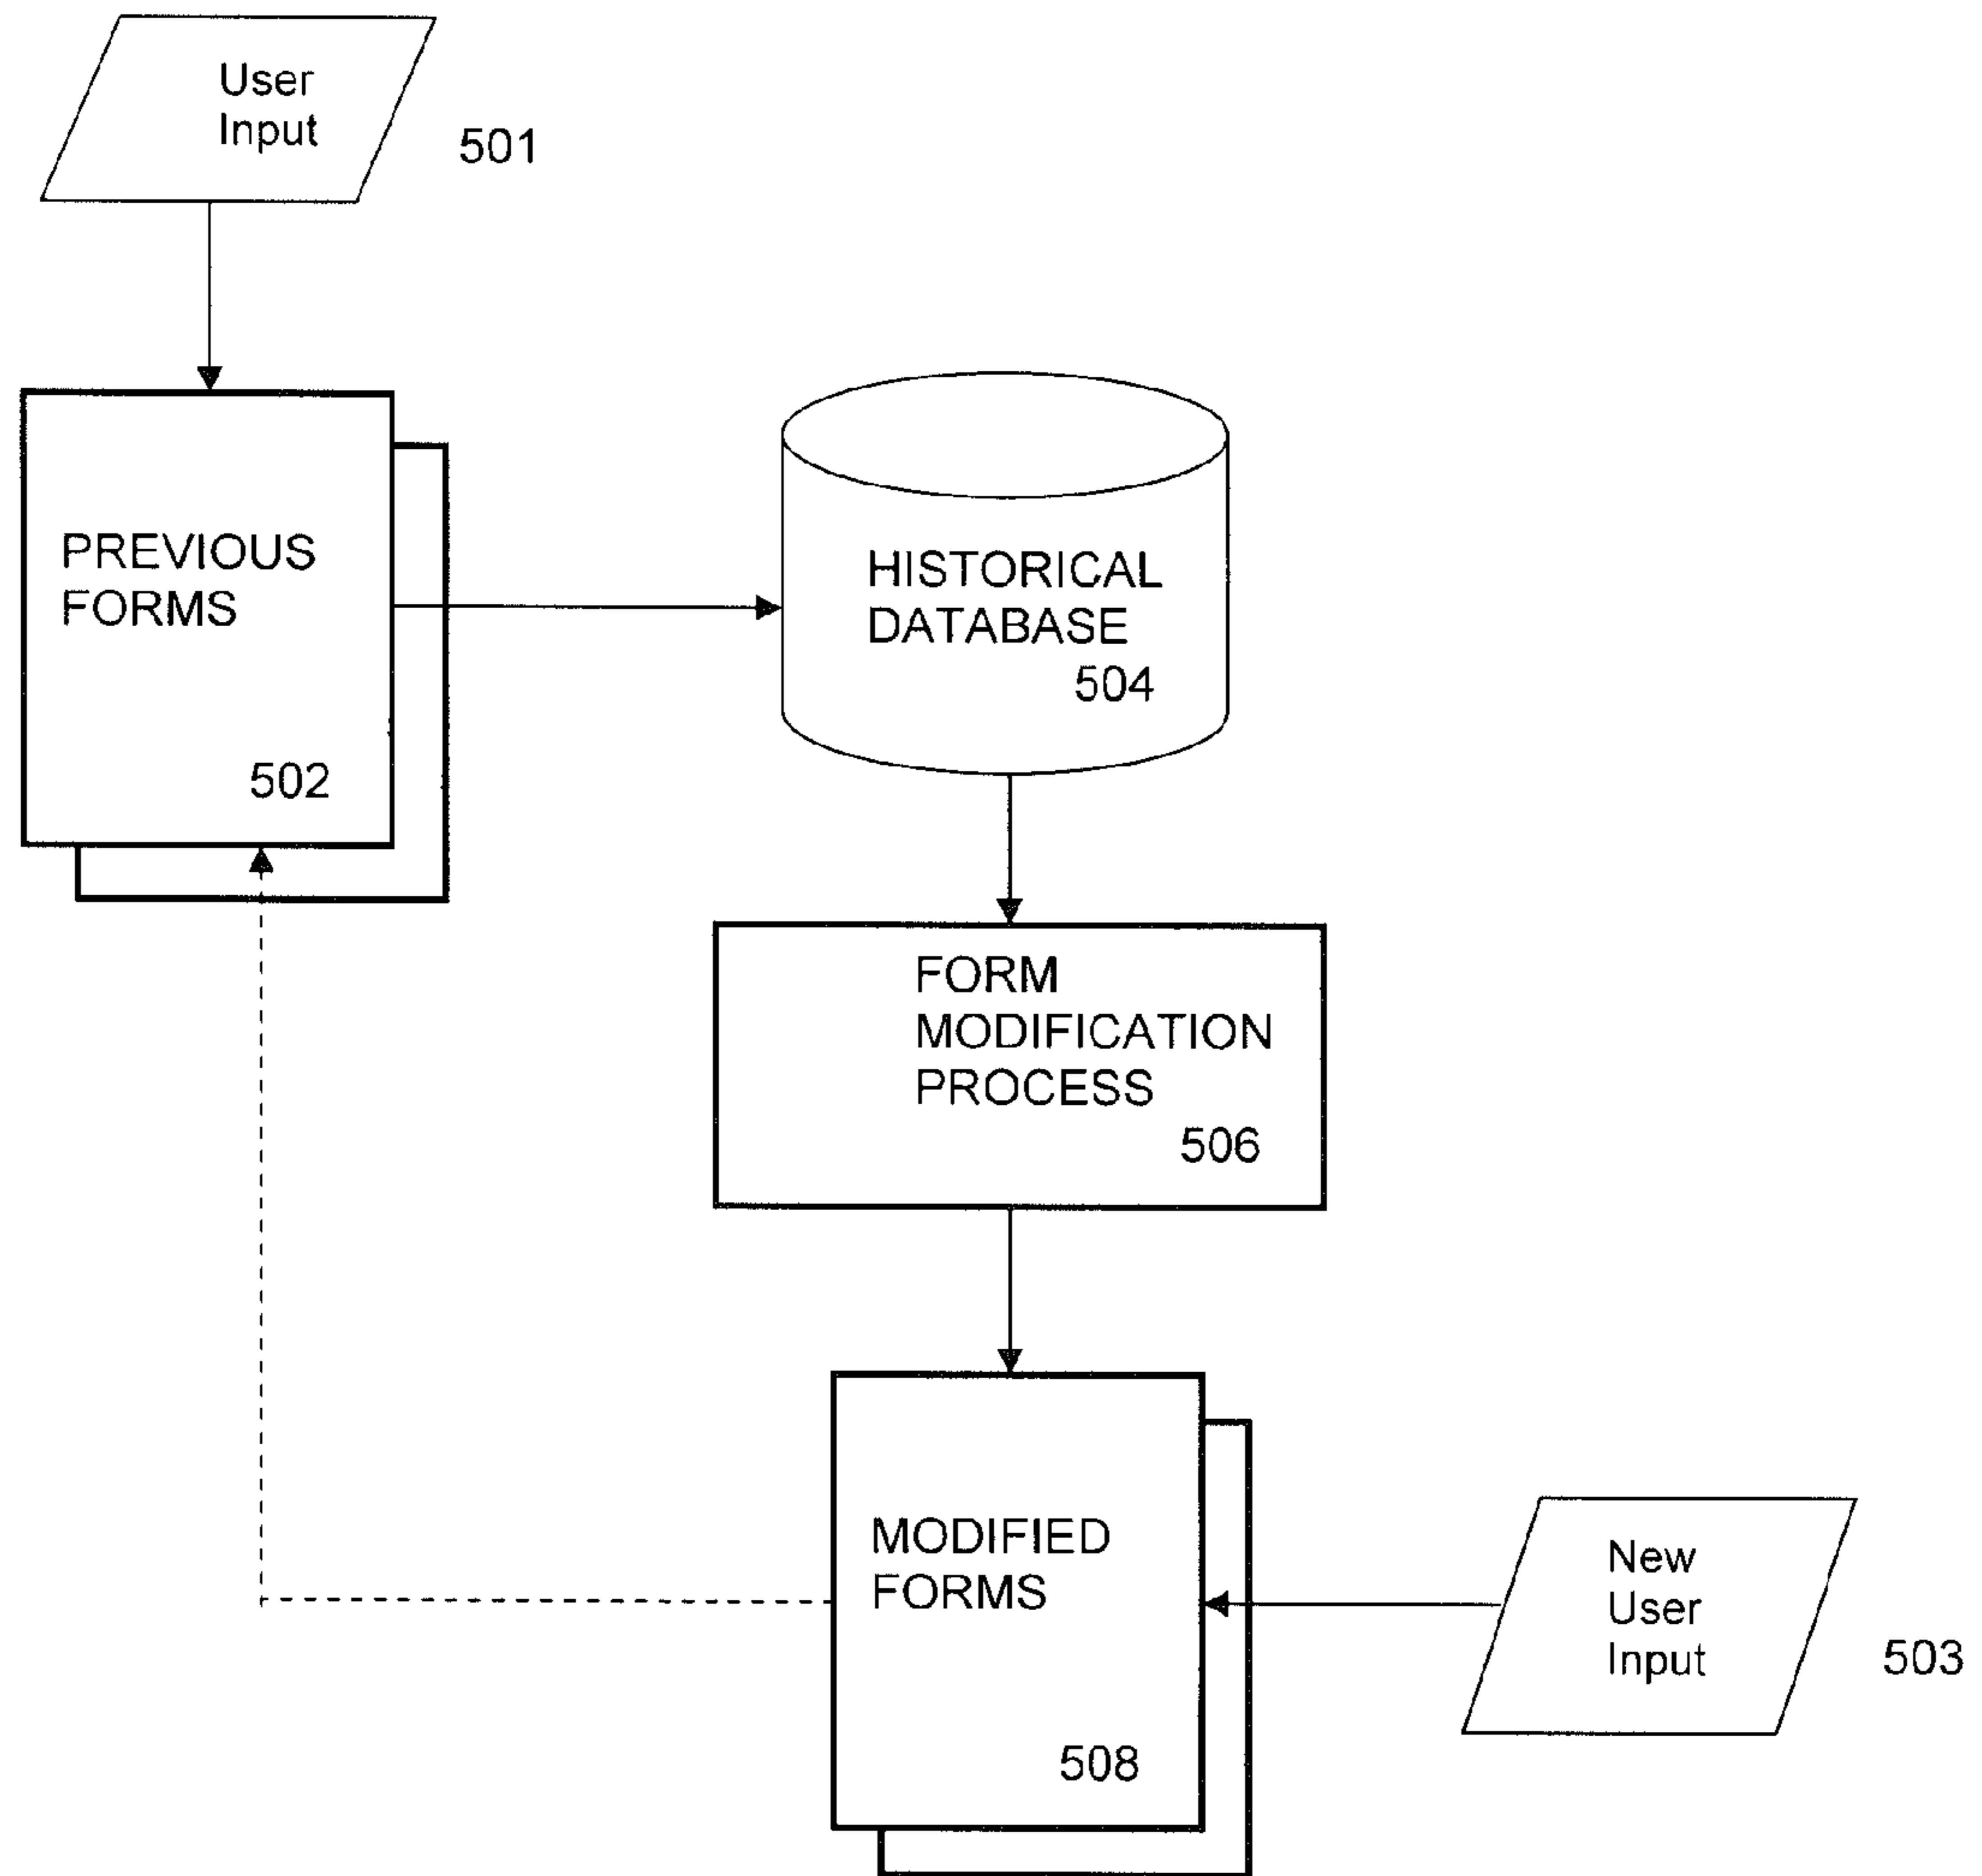 User
Input
501
PREVIOUS
FORMS
502
HISTORICAL
DATABASE
504
FORM
MODIFICATION
PROCESS
506
MODIFIED
FORMS
508
New
User
Input
503